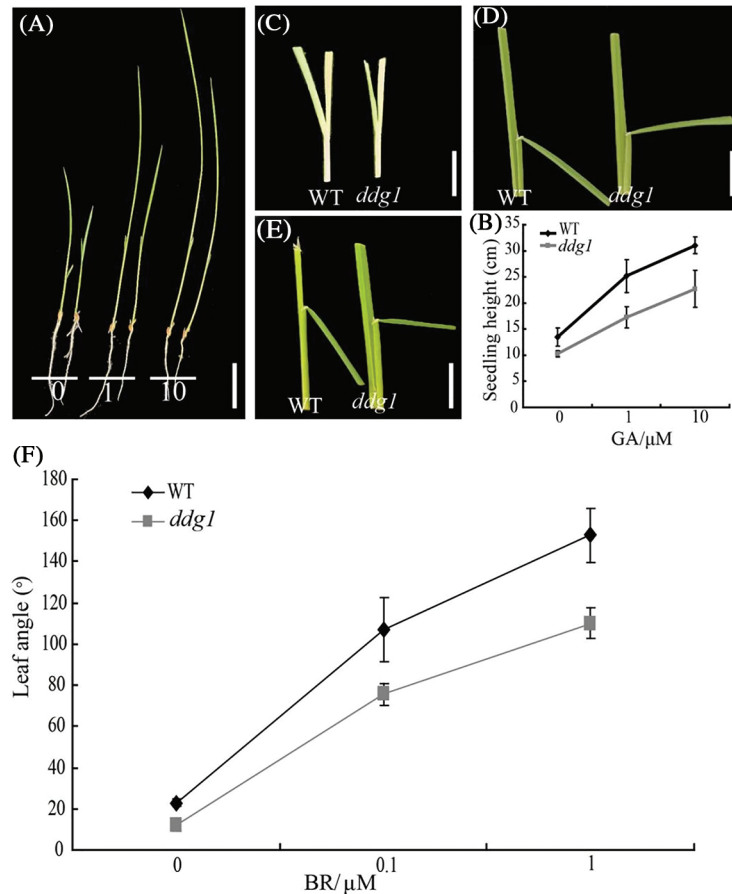 (A)
0 1 10
(C)
WT ddg1
(D)
WT ddg1
(E)
WT ddg1
(B)
WT
ddg1
Seedling height (cm)
35
30
25
20
15
10
5
0
0 1 10
GA/μM
(F)
WT
ddg1
Leaf angle (°)
180
160
140
120
100
80
60
40
20
0
0 0.1 1
BR/μM